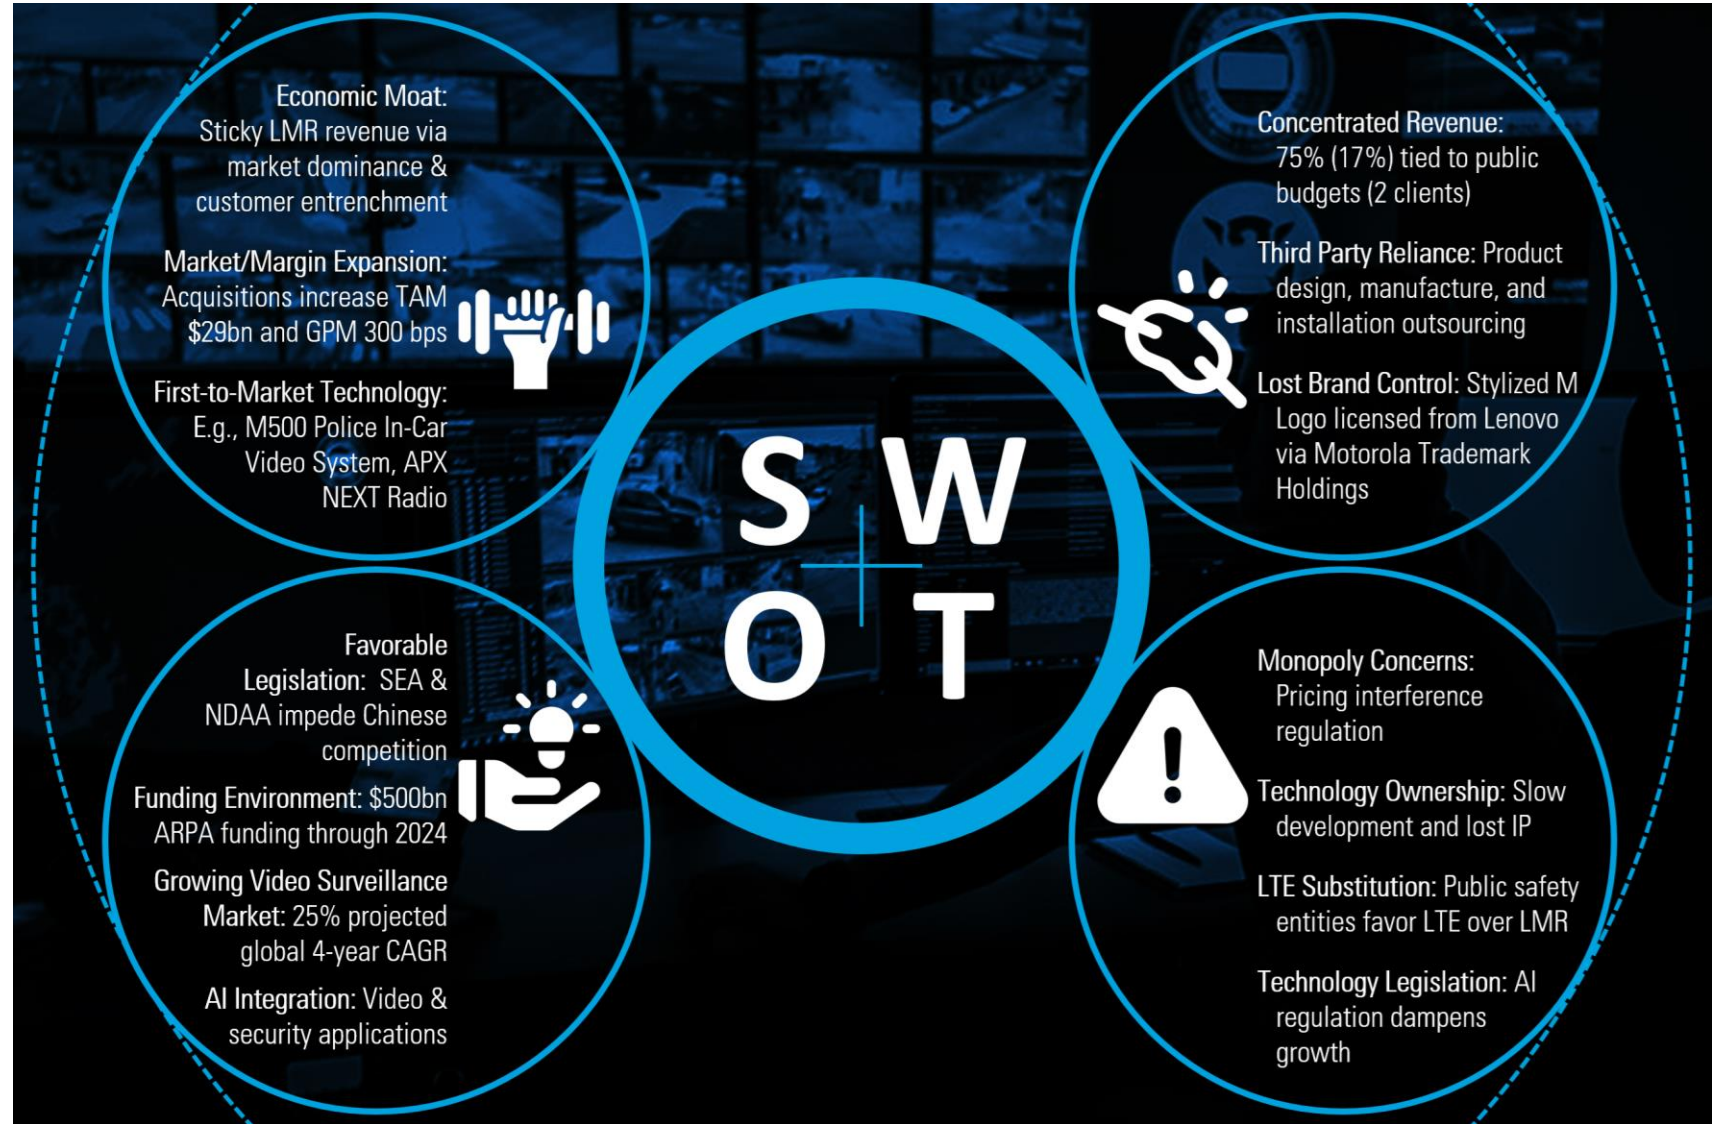 Economic Moat:
Sticky LMR revenue via
market dominance &
customer entrenchment
Market/Margin Expansion:
Acquisitions increase TAM
$29bn and GPM 300 bps
First-to-Market Technology:
E.g., M500 Police In-Car
Video System, APX
NEXT Radio
Concentrated Revenue:
75% (17%) tied to public
budgets (2 clients)
Third Party Reliance: Product
design, manufacture, and
installation outsourcing
Lost Brand Control: Stylized M
Logo licensed from Lenovo
via Motorola Trademark
Holdings
S W
O T
Favorable
Legislation: SEA &
NDAA impede Chinese
competition
Funding Environment: $500bn
ARPA funding through 2024
Growing Video Surveillance
Market: 25% projected
global 4-year CAGR
AI Integration: Video &
security applications
Monopoly Concerns:
Pricing interference
regulation
Technology Ownership: Slow
development and lost IP
LTE Substitution: Public safety
entities favor LTE over LMR
Technology Legislation: AI
regulation dampens
growth